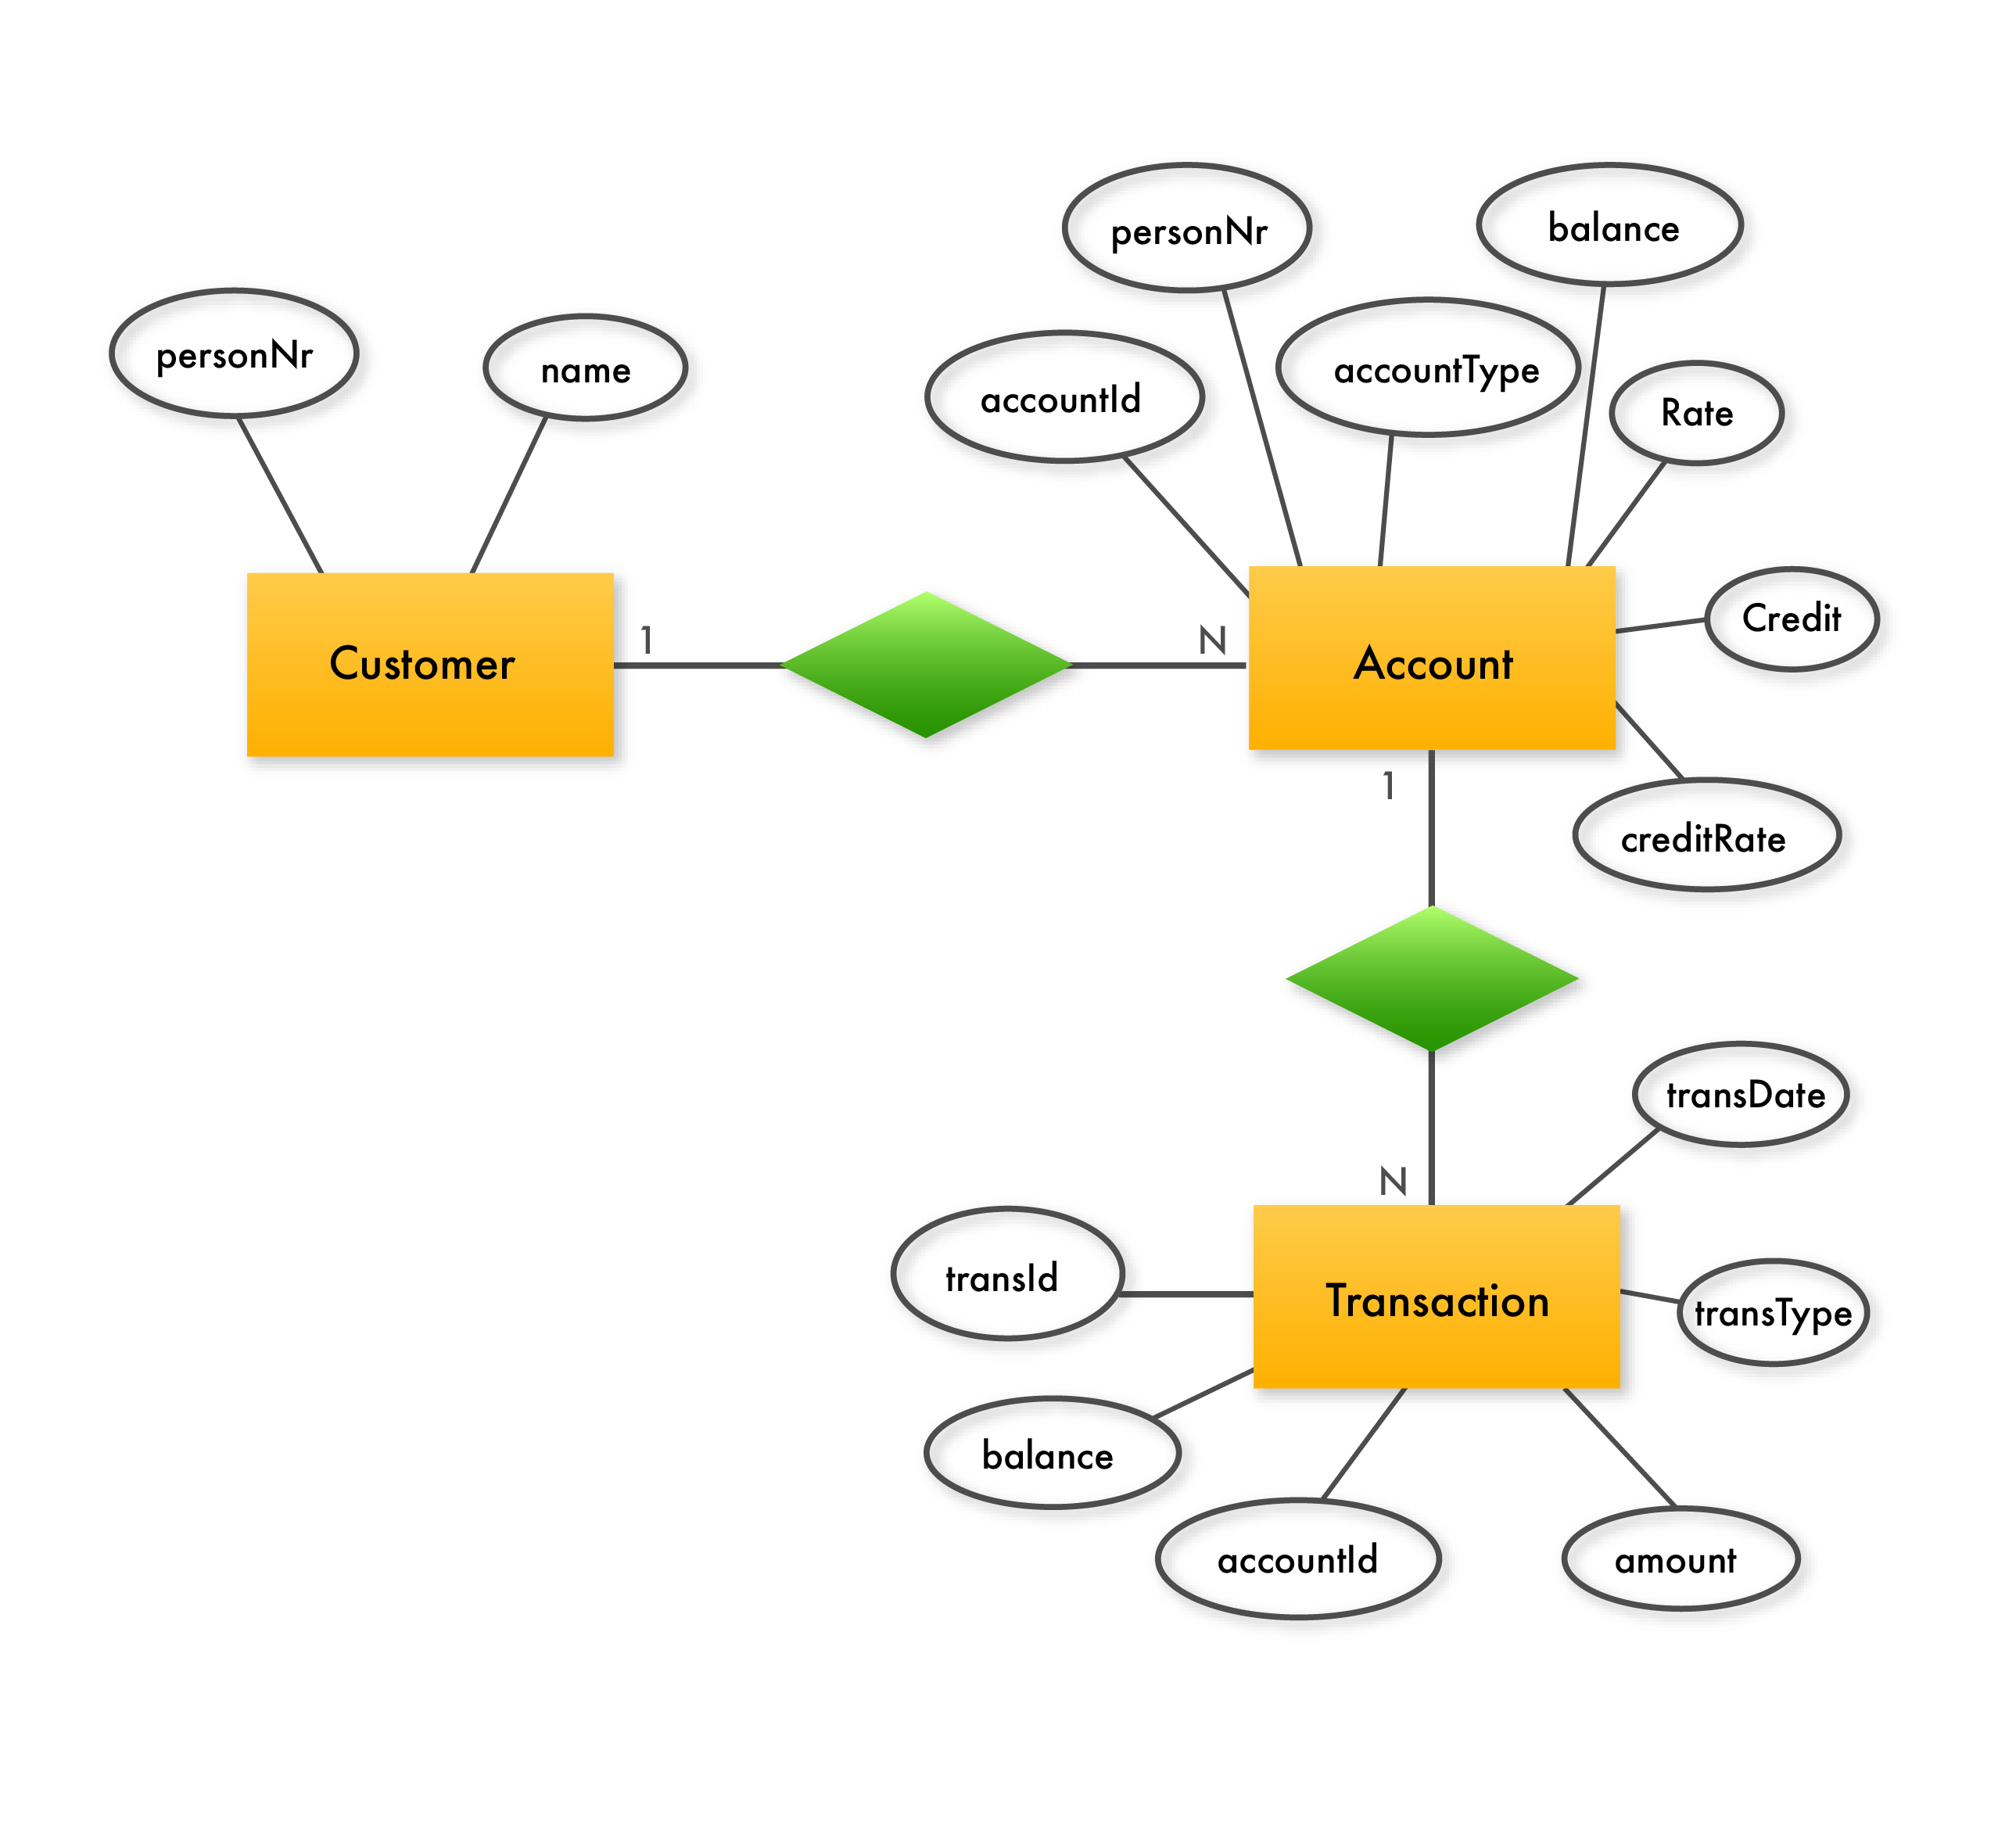 personNr
balance
personNr
name
accountType
accountId
Rate
Credit
Customer
1
N
Account
1
creditRate
transDate
N
transId
Transaction
transType
balance
accountId
amount